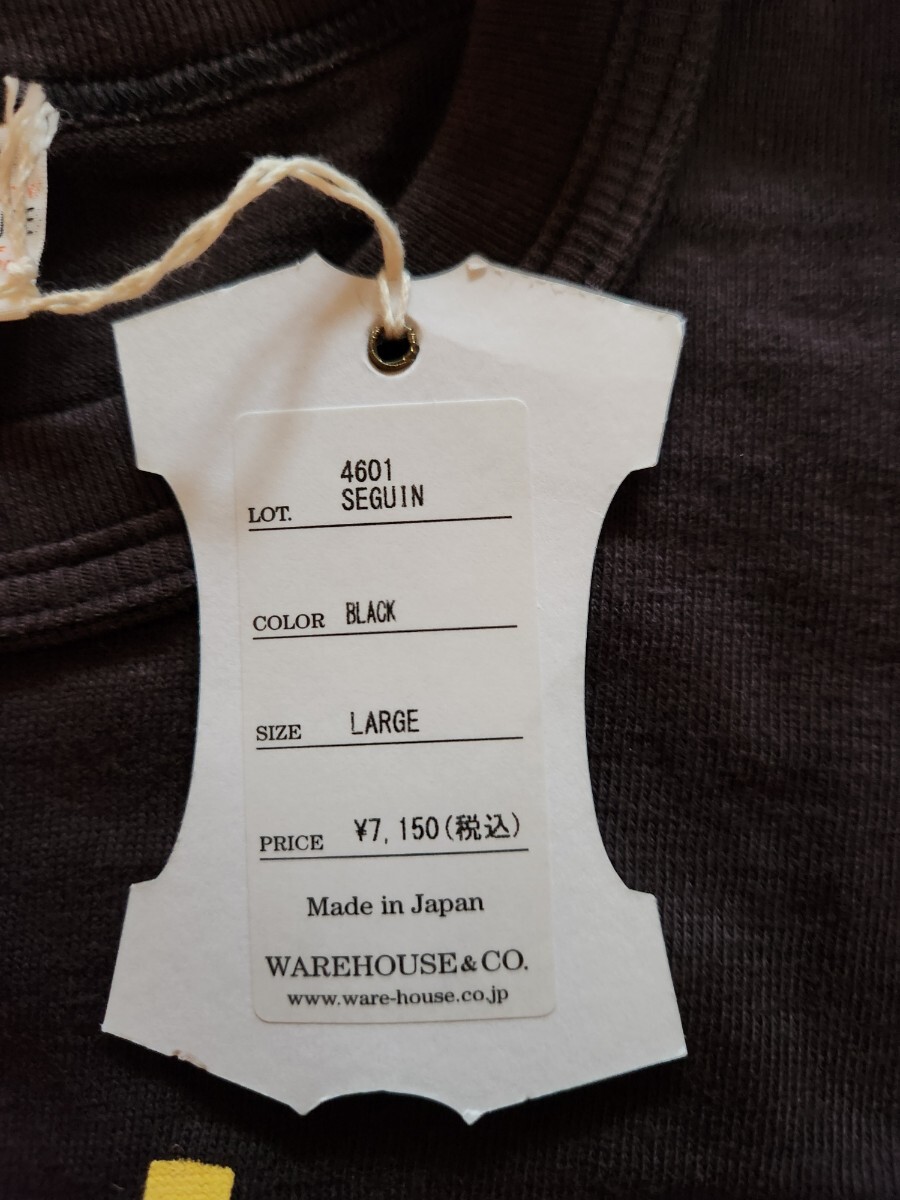 4601
LOT. SEGUIN
COLOR BLACK
SIZE LARGE
PRICE ¥7,150(税込)
Made in Japan
WAREHOUSE & CO.
www.ware-house.co.jp